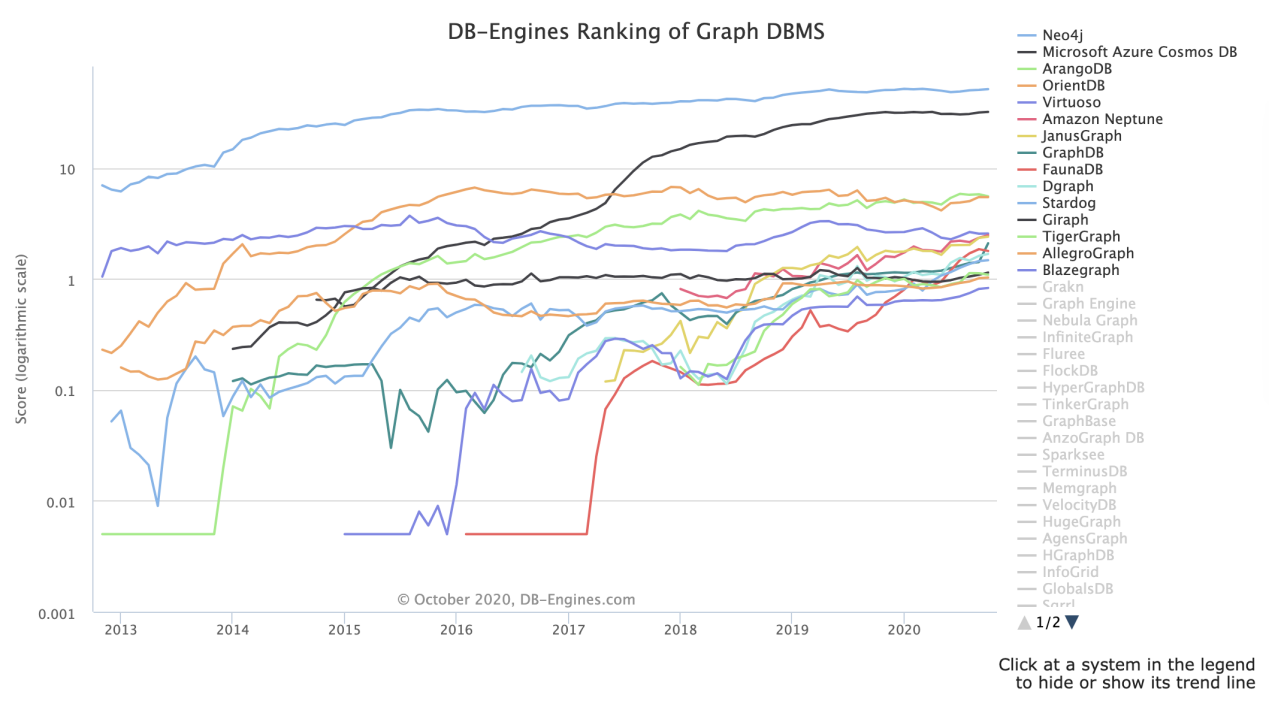 DB-Engines Ranking of Graph DBMS
Score (logarithmic scale)
10
1
0.1
0.01
0.001
2013
2014
2015
2016
2017
2018
2019
2020
© October 2020, DB-Engines.com
Neo4j
Microsoft Azure Cosmos DB
ArangoDB
OrientDB
Virtuoso
Amazon Neptune
JanusGraph
GraphDB
FaunaDB
Dgraph
Stardog
Giraph
TigerGraph
AllegroGraph
Blazegraph
Grakn
Graph Engine
Nebula Graph
InfiniteGraph
Fluree
FlockDB
HyperGraphDB
TinkerGraph
GraphBase
AnzoGraph DB
Sparksee
TerminusDB
Memgraph
VelocityDB
HugeGraph
AgensGraph
HGraphDB
InfoGrid
GlobalsDB
Sqrrl
1/2
Click at a system in the legend
to hide or show its trend line